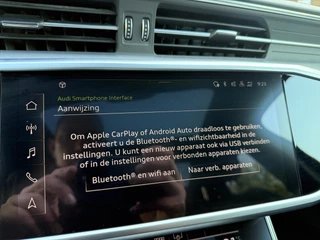 9:23
Audi Smartphone Interface
Aanwijzing
Om Apple CarPlay of Android Auto draadloos te gebruiken,
activeert u de Bluetooth®- en wifizichtbaarheid in de
instellingen. U kunt een nieuw apparaat ook via USB verbinden
of in de instellingen voor verbonden apparaten kiezen.
Bluetooth® en wifi aan
Naar verb. apparaten